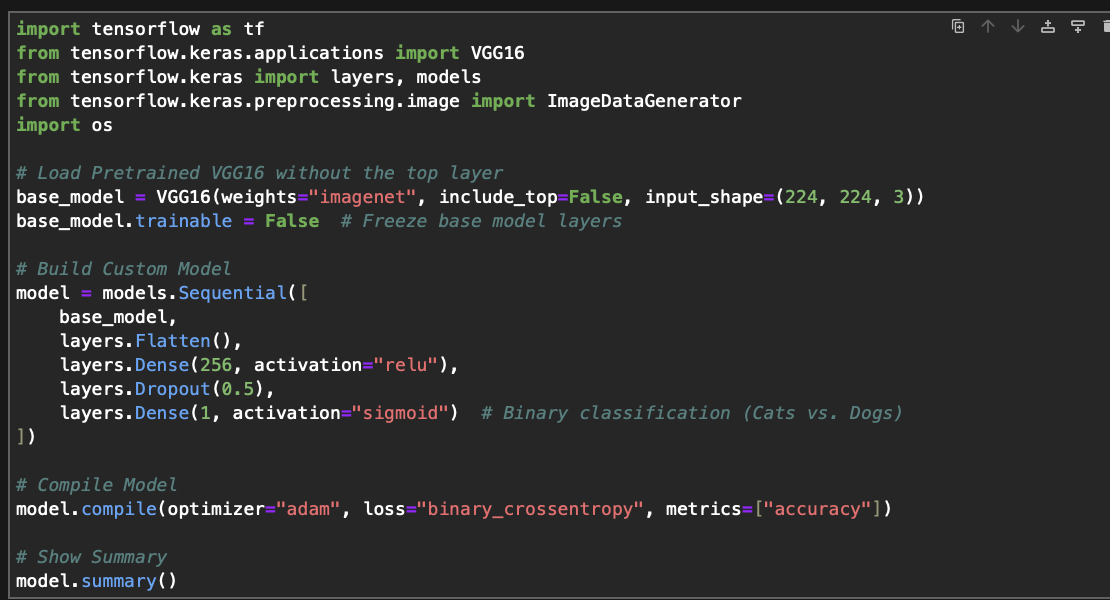 import tensorflow as tf
from tensorflow.keras.applications import VGG16
from tensorflow.keras import layers, models
from tensorflow.keras.preprocessing.image import ImageDataGenerator
import os

# Load Pretrained VGG16 without the top layer
base_model = VGG16(weights="imagenet", include_top=False, input_shape=(224, 224, 3))
base_model.trainable = False  # Freeze base model layers

# Build Custom Model
model = models.Sequential([
    base_model,
    layers.Flatten(),
    layers.Dense(256, activation="relu"),
    layers.Dropout(0.5),
    layers.Dense(1, activation="sigmoid")  # Binary classification (Cats vs. Dogs)
])

# Compile Model
model.compile(optimizer="adam", loss="binary_crossentropy", metrics=["accuracy"])

# Show Summary
model.summary()